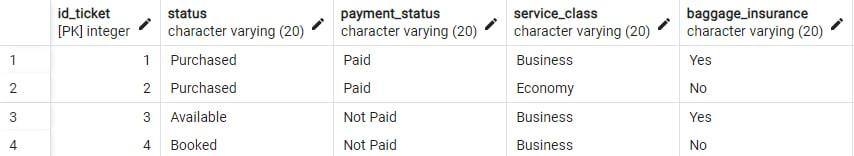 id_ticket status payment_status service_class baggage_insurance
[PK] integer character varying (20) character varying (20) character varying (20) character varying (20)
1 1 Purchased Paid Business Yes
2 2 Purchased Paid Economy No
3 3 Available Not Paid Business Yes
4 4 Booked Not Paid Business No